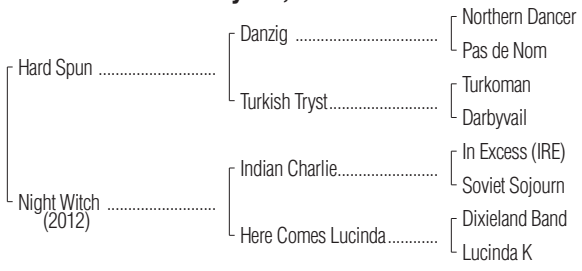 Northern Dancer
Danzig ................................
Pas de Nom
Hard Spun ..........................
Turkoman
Turkish Tryst.........................
Darbyvail
In Excess (IRE)
Indian Charlie.......................
Soviet Sojourn
Night Witch ........................
(2012)
Dixieland Band
Here Comes Lucinda............
Lucinda K